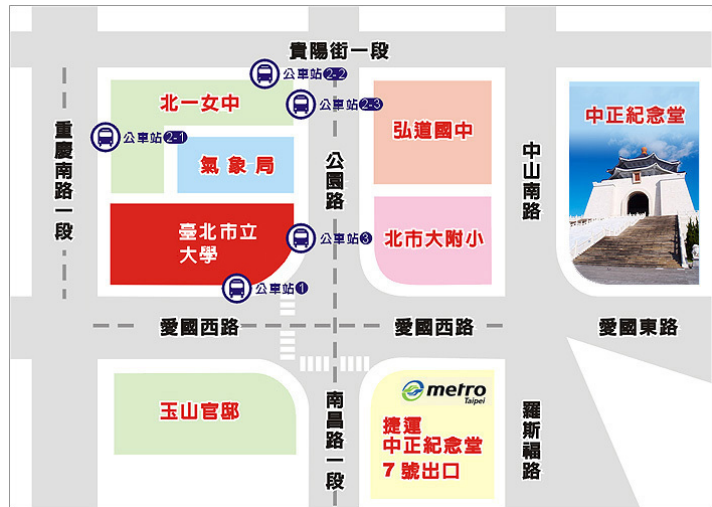 貴陽街一段
公車站2-2
北一女中
公車站2-3
中正紀念堂
重慶南路一段
公車站2-1
弘道國中
公園路
中山南路
氣象局
臺北市立
大學
公車站3
北市大附小
公車站1
愛國西路
愛國西路
愛國東路
metro
Taipei
玉山官邸
南昌路一段
捷運
中正紀念堂
7號出口
羅斯福路